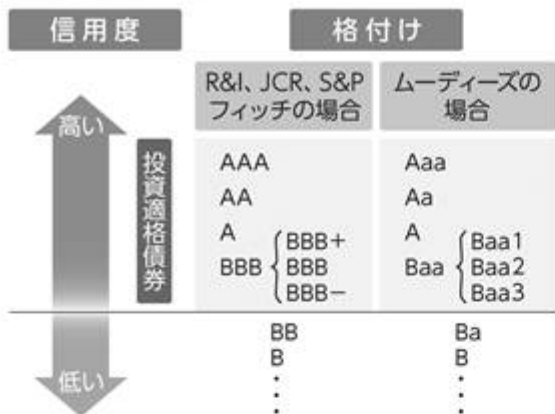 信用度
格付け
R&I、JCR、S&P
フィッチの場合
ムーディーズの
場合
高い
投資適格債券
AAA
Aaa
AA
Aa
A
A
BBB { BBB+
BBB
BBB−
Baa { Baa1
Baa2
Baa3
BB
Ba
B
B
低い